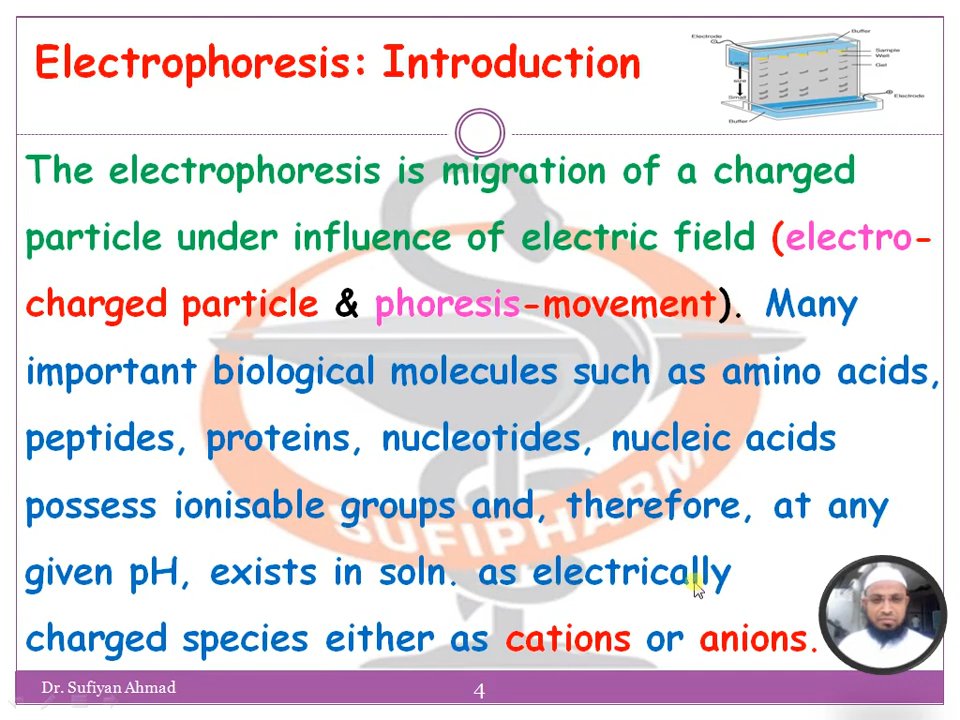 Electrophoresis: Introduction
Electrode
Buffer
Sample
Well
Gel
Large
size
Small
Electrode
Buffer
The electrophoresis is migration of a charged
particle under influence of electric field (electro-
charged particle & phoresis-movement). Many
important biological molecules such as amino acids,
peptides, proteins, nucleotides, nucleic acids
possess ionisable groups and, therefore, at any
given pH, exists in soln. as electrically
charged species either as cations or anions.
SUFIPHARM
Dr. Sufiyan Ahmad
4